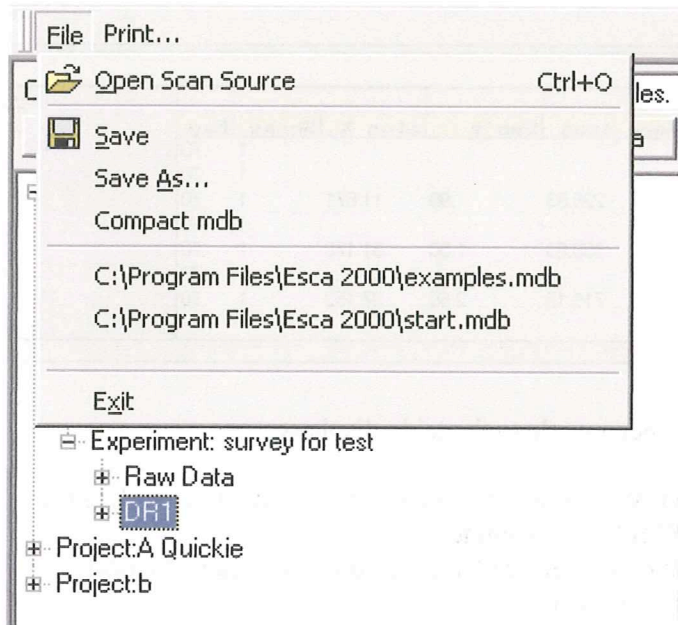 File Print...
Open Scan Source Ctrl+O
les.
Save
Save As...
Compact mdb
C:\Program Files\Esca 2000\examples.mdb
C:\Program Files\Esca 2000\start.mdb
Exit
Experiment: survey for test
Raw Data
DR1
Project:A Quickie
Project:b